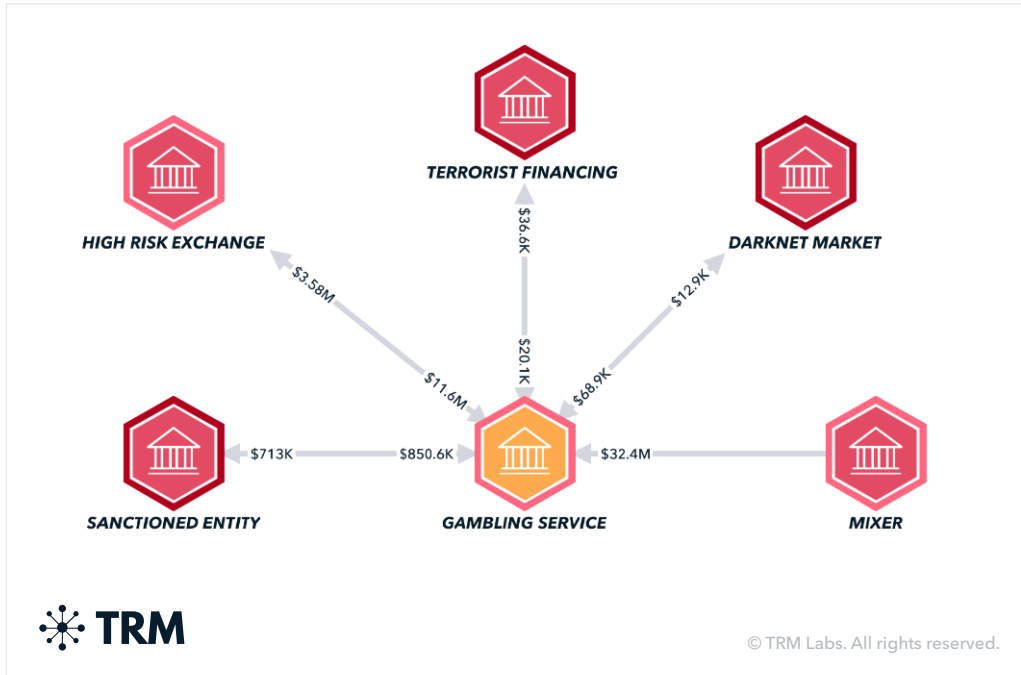 TERRORIST FINANCING
HIGH RISK EXCHANGE
DARKNET MARKET
$36.6K
$3.58M
$12.9K
$20.1K
$11.6M
$68.9K
$713K
$850.6K
$32.4M
SANCTIONED ENTITY
GAMBLING SERVICE
MIXER
TRM
© TRM Labs. All rights reserved.